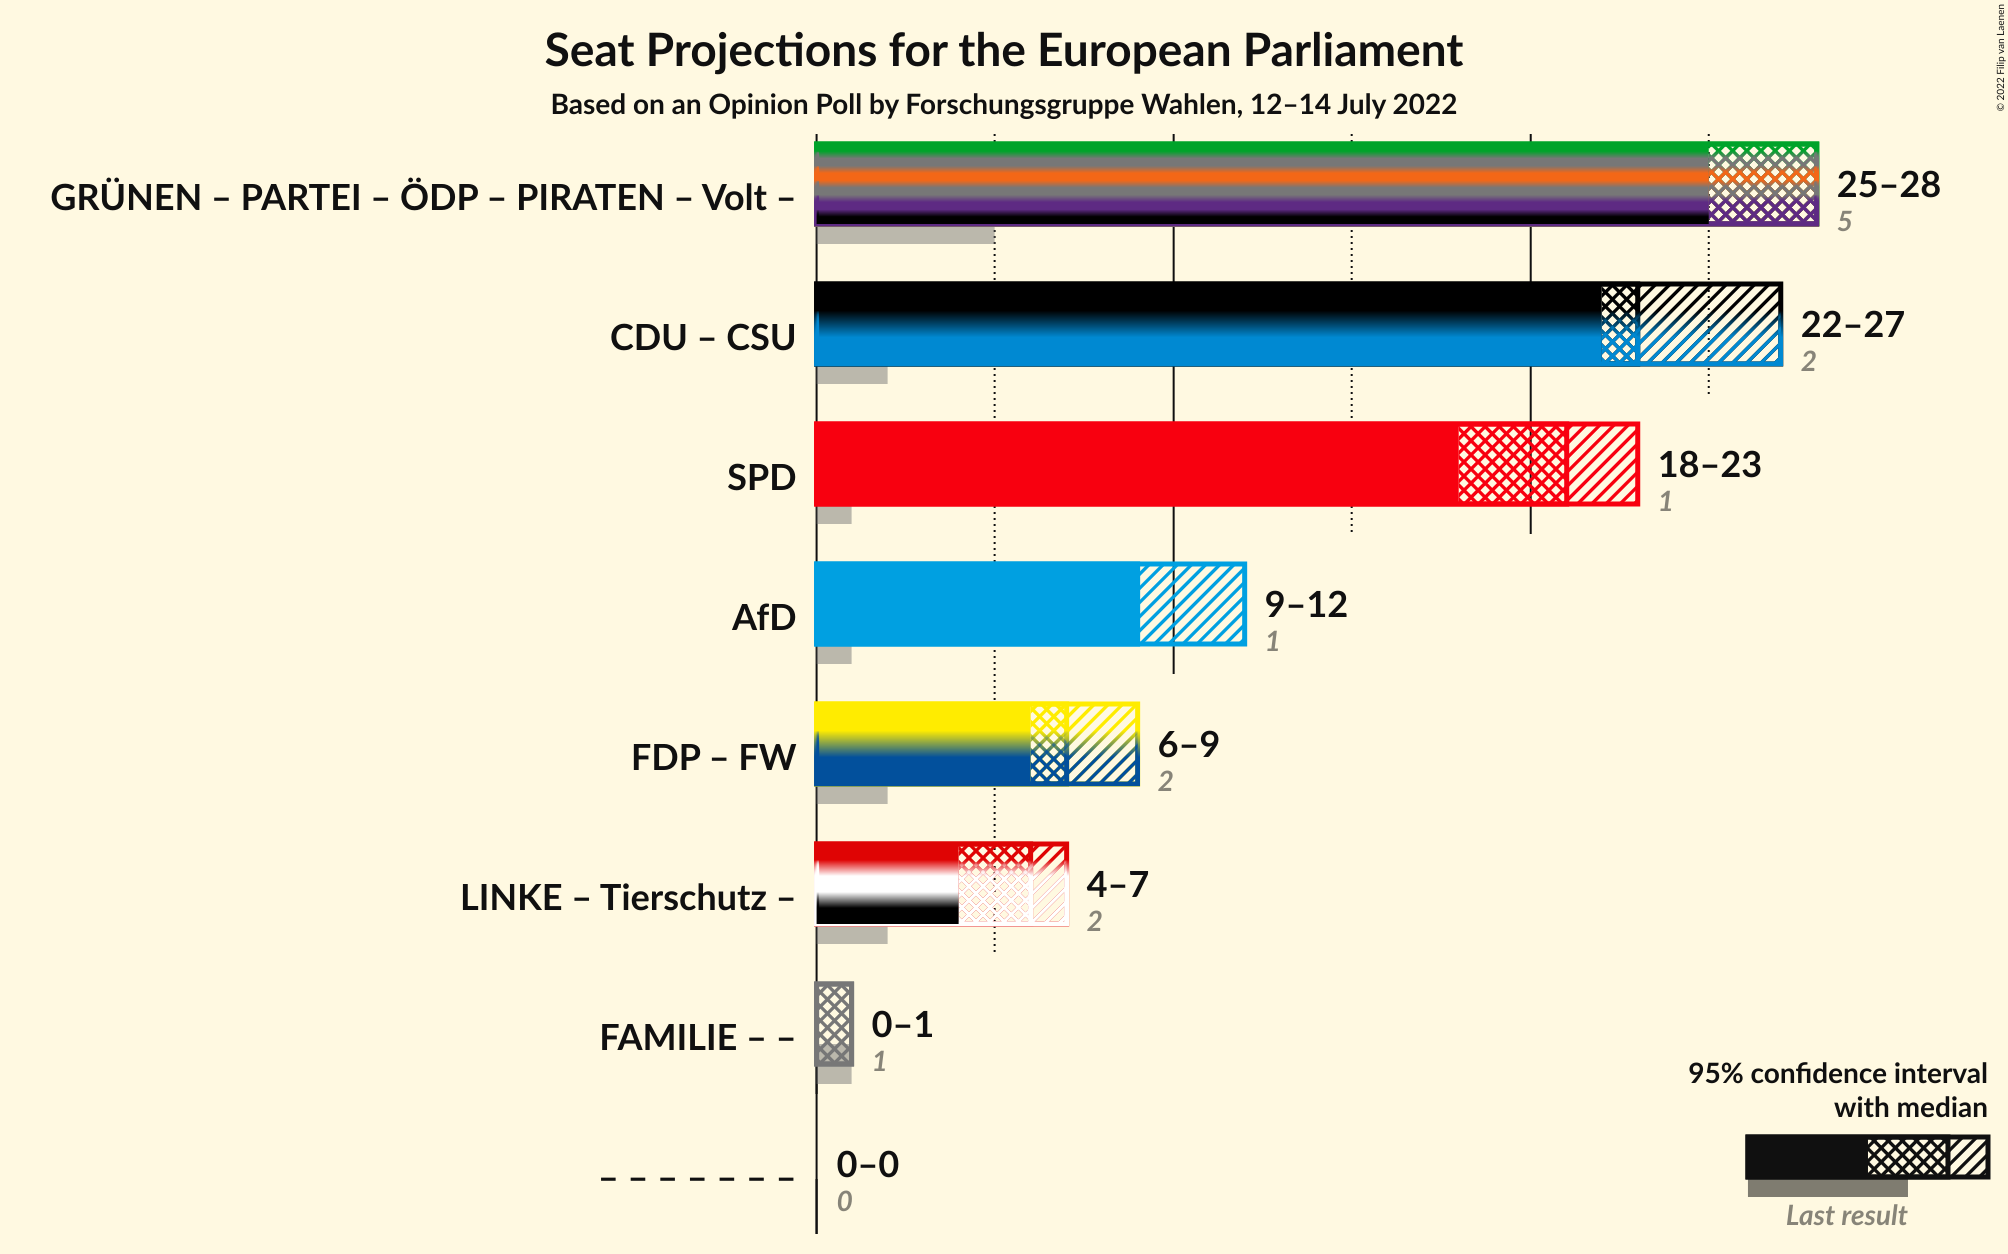 Seat Projections for the European Parliament
Based on an Opinion Poll by Forschungsgruppe Wahlen, 12–14 July 2022
© 2022 Filip van Laenen
GRÜNEN – PARTEI – ÖDP – PIRATEN – Volt –
25–28
5
CDU – CSU
22–27
2
SPD
18–23
1
AfD
9–12
1
FDP – FW
6–9
2
LINKE – Tierschutz –
4–7
2
FAMILIE – –
0–1
1
– – – – – – –
0–0
0
95% confidence interval
with median
Last result